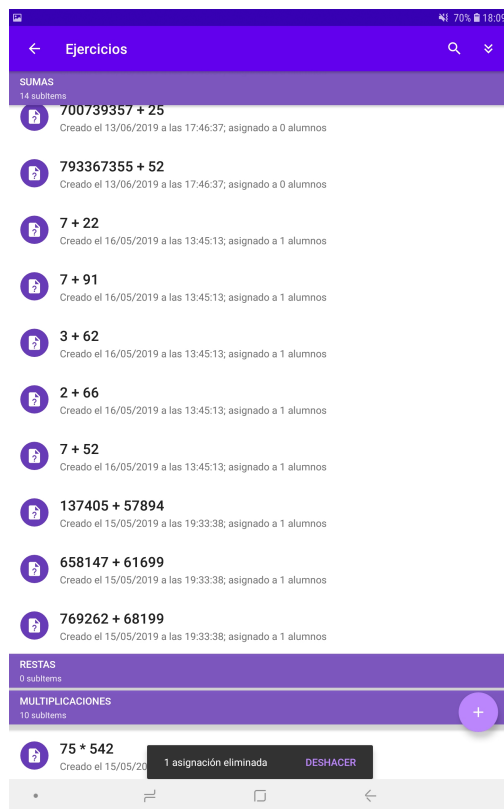 70% 18:09
Ejercicios
SUMAS
14 subItems
700739357 + 25
Creado el 13/06/2019 a las 17:46:37; asignado a 0 alumnos
793367355 + 52
Creado el 13/06/2019 a las 17:46:37; asignado a 0 alumnos
7 + 22
Creado el 16/05/2019 a las 13:45:13; asignado a 1 alumnos
7 + 91
Creado el 16/05/2019 a las 13:45:13; asignado a 1 alumnos
3 + 62
Creado el 16/05/2019 a las 13:45:13; asignado a 1 alumnos
2 + 66
Creado el 16/05/2019 a las 13:45:13; asignado a 1 alumnos
7 + 52
Creado el 16/05/2019 a las 13:45:13; asignado a 1 alumnos
137405 + 57894
Creado el 15/05/2019 a las 19:33:38; asignado a 1 alumnos
658147 + 61699
Creado el 15/05/2019 a las 19:33:38; asignado a 1 alumnos
769262 + 68199
Creado el 15/05/2019 a las 19:33:38; asignado a 1 alumnos
RESTAS
0 subItems
MULTIPLICACIONES
10 subItems
+
75 * 542
Creado el 15/05/20
1 asignación eliminada DESHACER